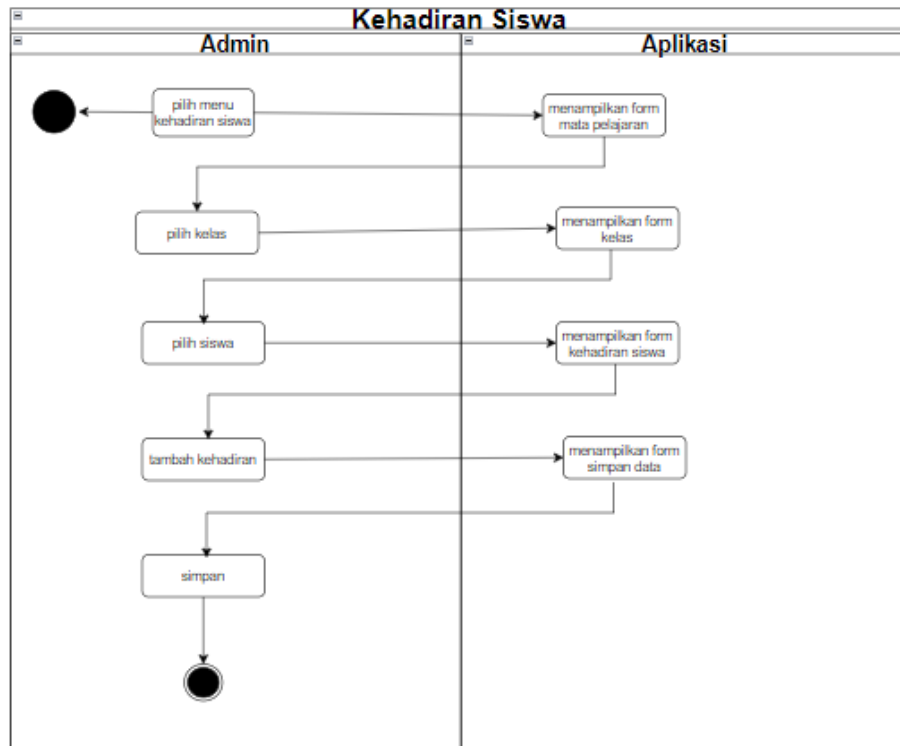 Kehadiran Siswa
Admin
Aplikasi
pilih menu
kehadiran siswa
menampilkan form
mata pelajaran
pilih kelas
menampilkan form
kelas
pilih siswa
menampilkan form
kehadiran siswa
tambah kehadiran
menampilkan form
simpan data
simpan